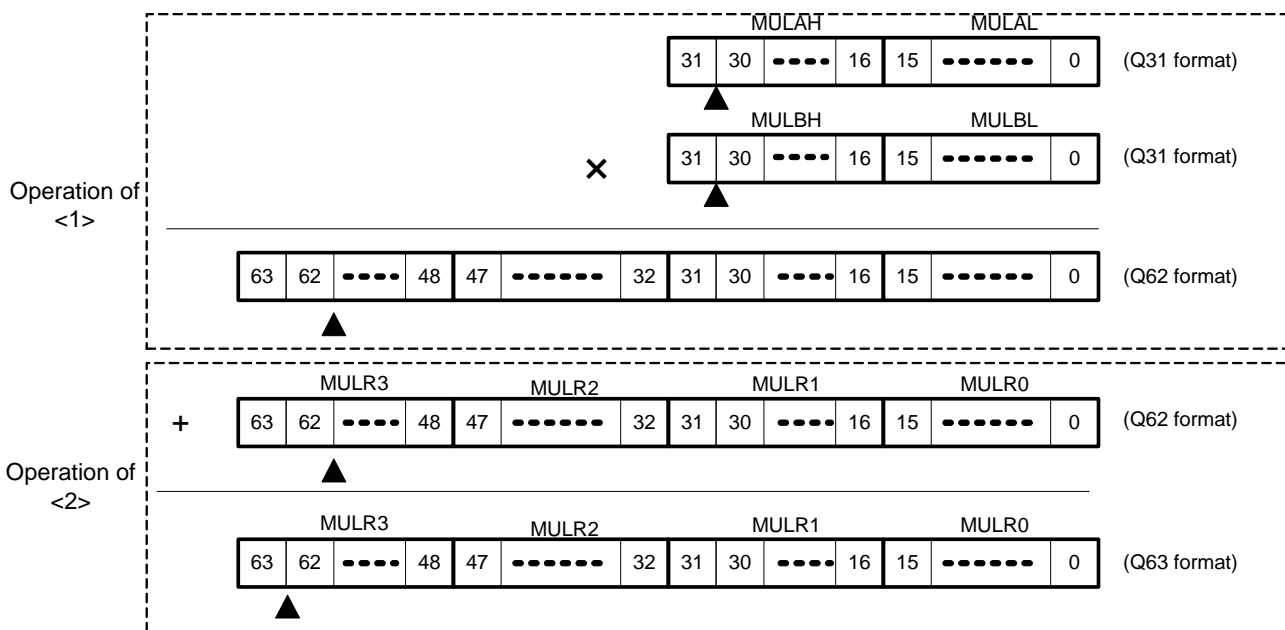 MULAH MULAL
31 30 16 15 0 (Q31 format)
MULBH MULBL
× 31 30 16 15 0 (Q31 format)
Operation of
<1>
63 62 48 47 32 31 30 16 15 0 (Q62 format)
MULR3 MULR2 MULR1 MULR0
+ 63 62 48 47 32 31 30 16 15 0 (Q62 format)
Operation of
<2>
MULR3 MULR2 MULR1 MULR0
63 62 48 47 32 31 30 16 15 0 (Q63 format)